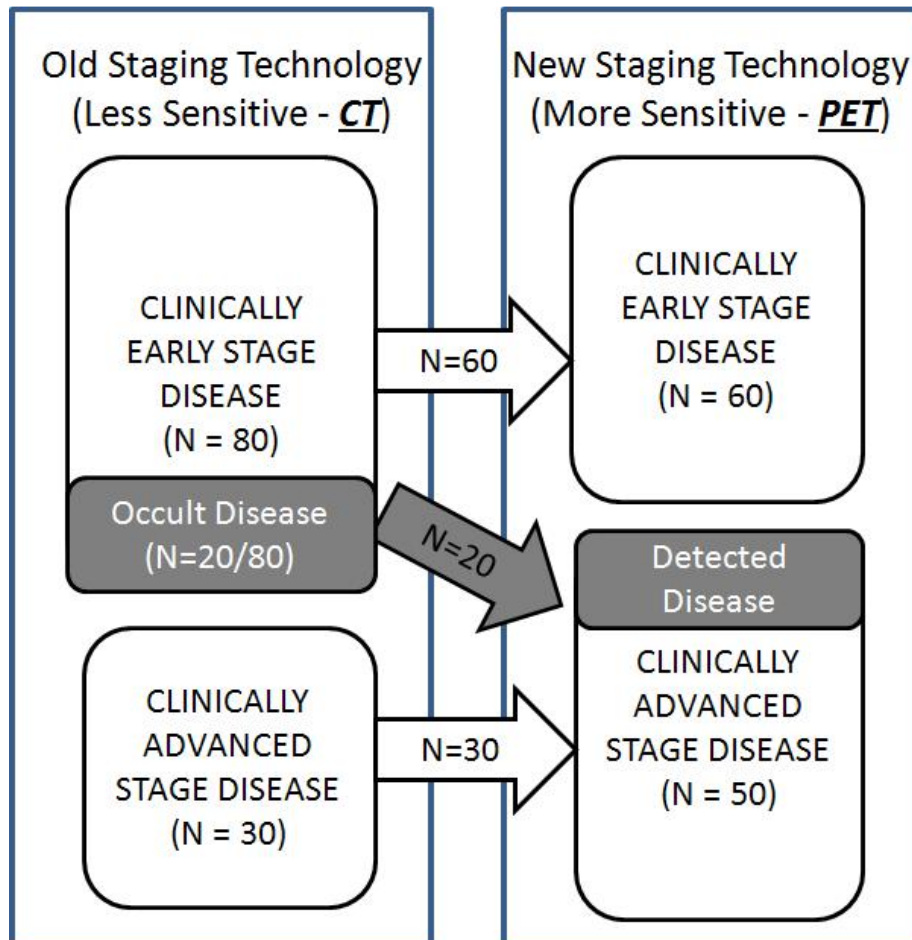 Old Staging Technology
(Less Sensitive - CT)
CLINICALLY
EARLY STAGE
DISEASE
(N = 80)
Occult Disease
(N=20/80)
CLINICALLY
ADVANCED
STAGE DISEASE
(N = 30)
N=60
N=20
N=30
New Staging Technology
(More Sensitive - PET)
CLINICALLY
EARLY STAGE
DISEASE
(N = 60)
Detected
Disease
CLINICALLY
ADVANCED
STAGE DISEASE
(N = 50)